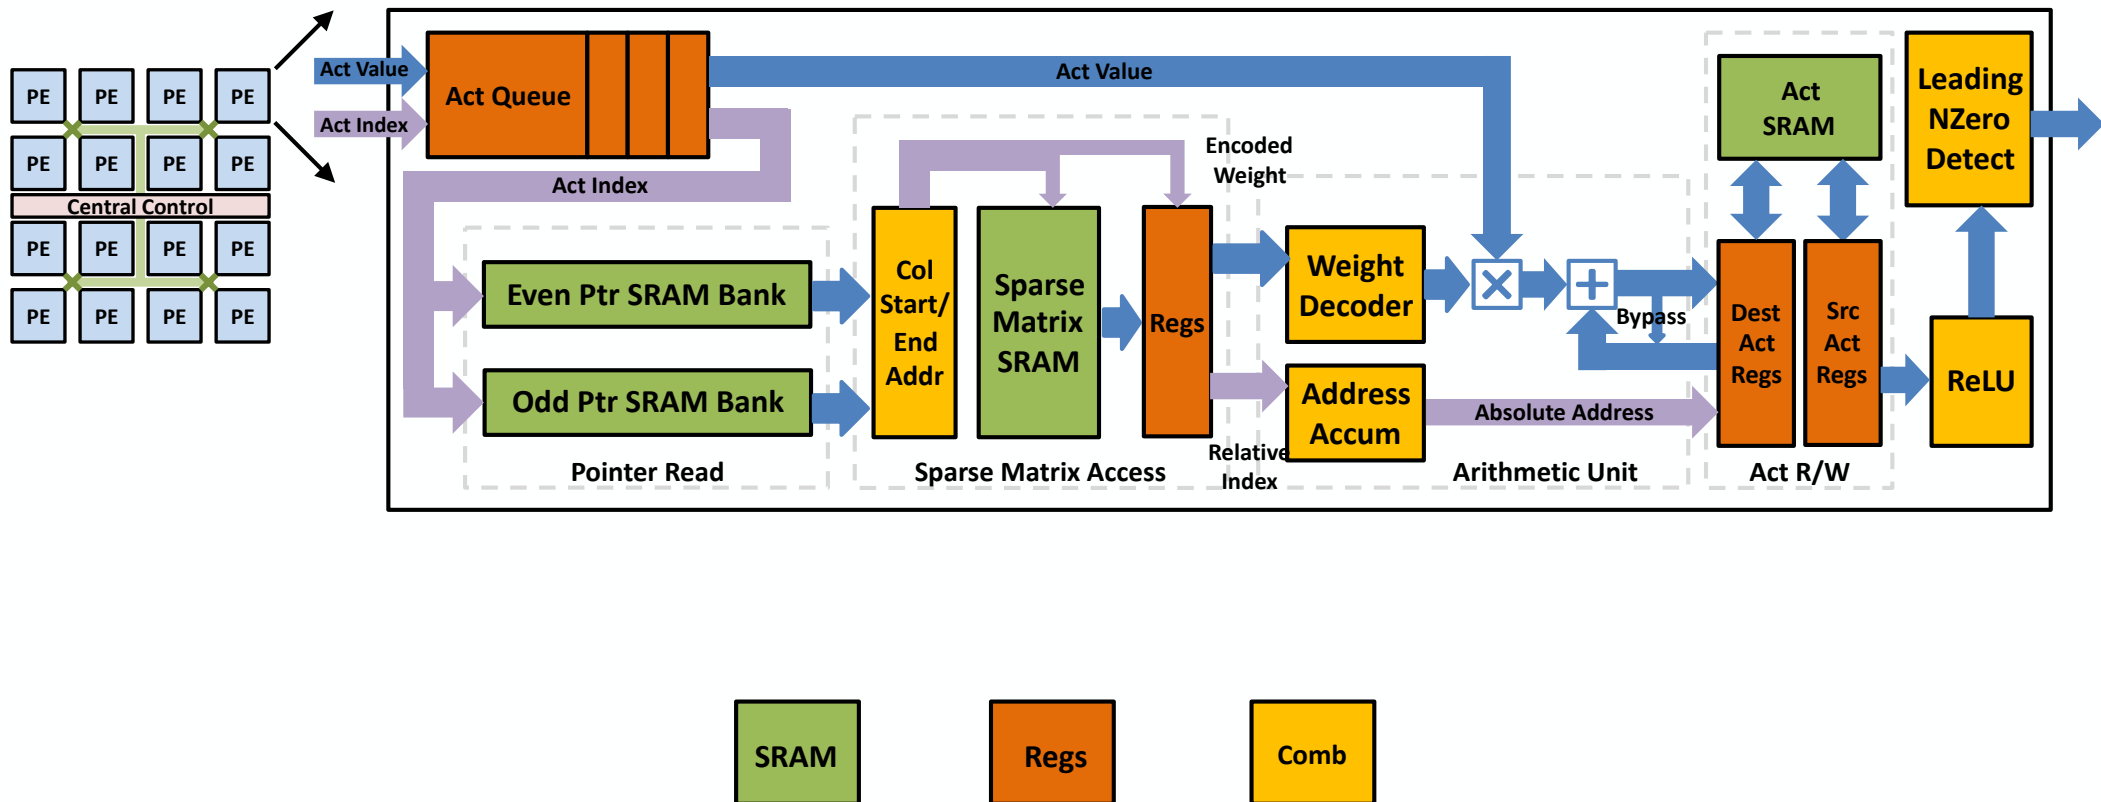 PE PE PE PE
PE PE PE PE
Central Control
PE PE PE PE
PE PE PE PE
Act Value
Act Index
Act Queue
Act Value
Act Index
Even Ptr SRAM Bank
Odd Ptr SRAM Bank
Pointer Read
Col
Start/
End
Addr
Sparse
Matrix
SRAM
Regs
Sparse Matrix Access
Encoded
Weight
Relative
Index
Weight
Decoder
Address
Accum
Bypass
Absolute Address
Arithmetic Unit
Act
SRAM
Dest
Act
Regs
Src
Act
Regs
Act R/W
Leading
NZero
Detect
ReLU
SRAM
Regs
Comb